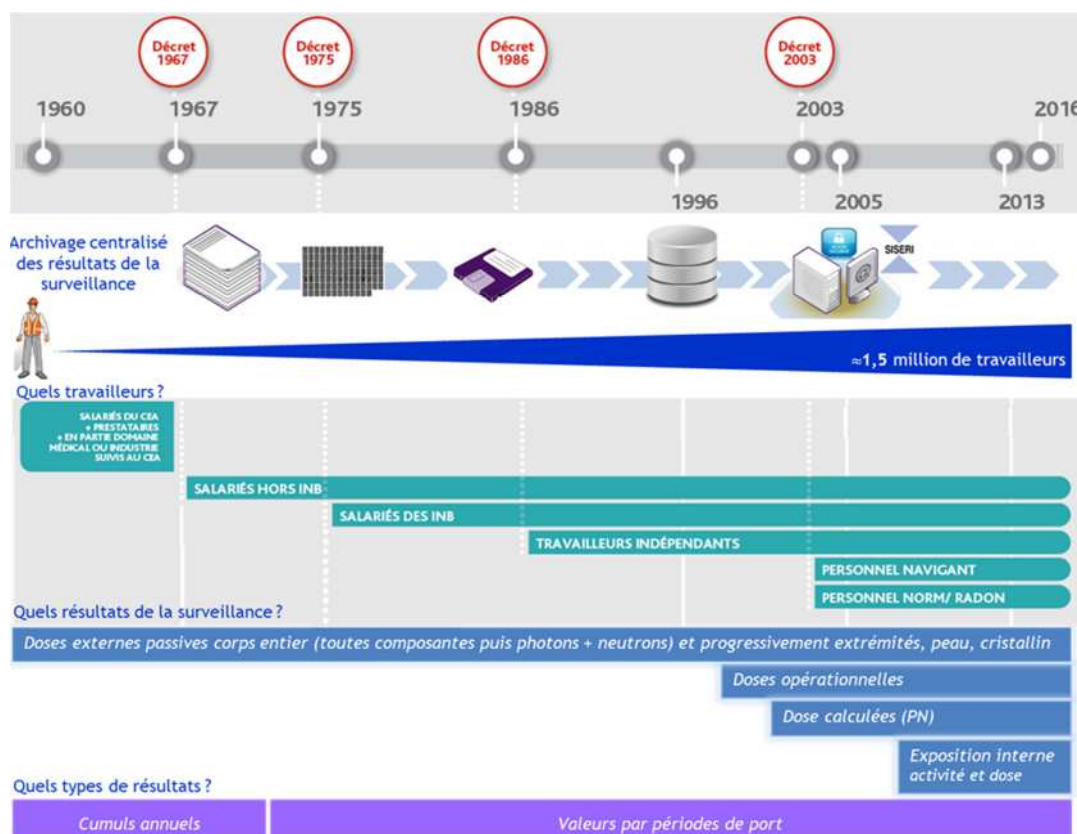 Décret
1967
Décret
1975
Décret
1986
Décret
2003
1960
1967
1975
1986
2003
2016
1996
2005
2013
Archivage centralisé
des résultats de la
surveillance
SISERI
≈1,5 million de travailleurs
Quels travailleurs ?
SALARIÉS DU CEA
+ PRESTATAIRES
+ EN PARTIE DOMAINE
MÉDICAL OU INDUSTRIE
SUIVIS AU CEA
SALARIÉS HORS INB
SALARIÉS DES INB
TRAVAILLEURS INDÉPENDANTS
PERSONNEL NAVIGANT
PERSONNEL NORM/ RADON
Quels résultats de la surveillance ?
Doses externes passives corps entier (toutes composantes puis photons + neutrons) et progressivement extrémités, peau, cristallin
Doses opérationnelles
Dose calculées (PN)
Exposition interne
activité et dose
Quels types de résultats ?
Cumuls annuels
Valeurs par périodes de port